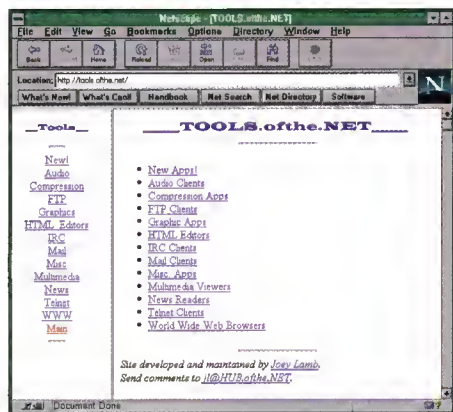 Netscape - [TOOLS.ofthe.NET]
File Edit View Go Bookmarks Options Directory Window Help
Back Home Reload Open Find
Location: http://tools.ofthe.net/
N
What's New! What's Cool! Handbook Net Search Net Directory Software
__Tools__
New!
Audio
Compression
FTP
Graphics
HTML Editors
IRC
Mail
Misc
Multimedia
News
Telnet
WWW
Main
____TOOLS.ofthe.NET____
New Apps!
Audio Clients
Compression Apps
FTP Clients
Graphic Apps
HTML Editors
IRC Clients
Mail Clients
Misc. Apps
Multimedia Viewers
News Readers
Telnet Clients
World Wide Web Browsers
Site developed and maintained by Joey Lamb.
Send comments to jl@HUB.ofthe.NET.
Document Done